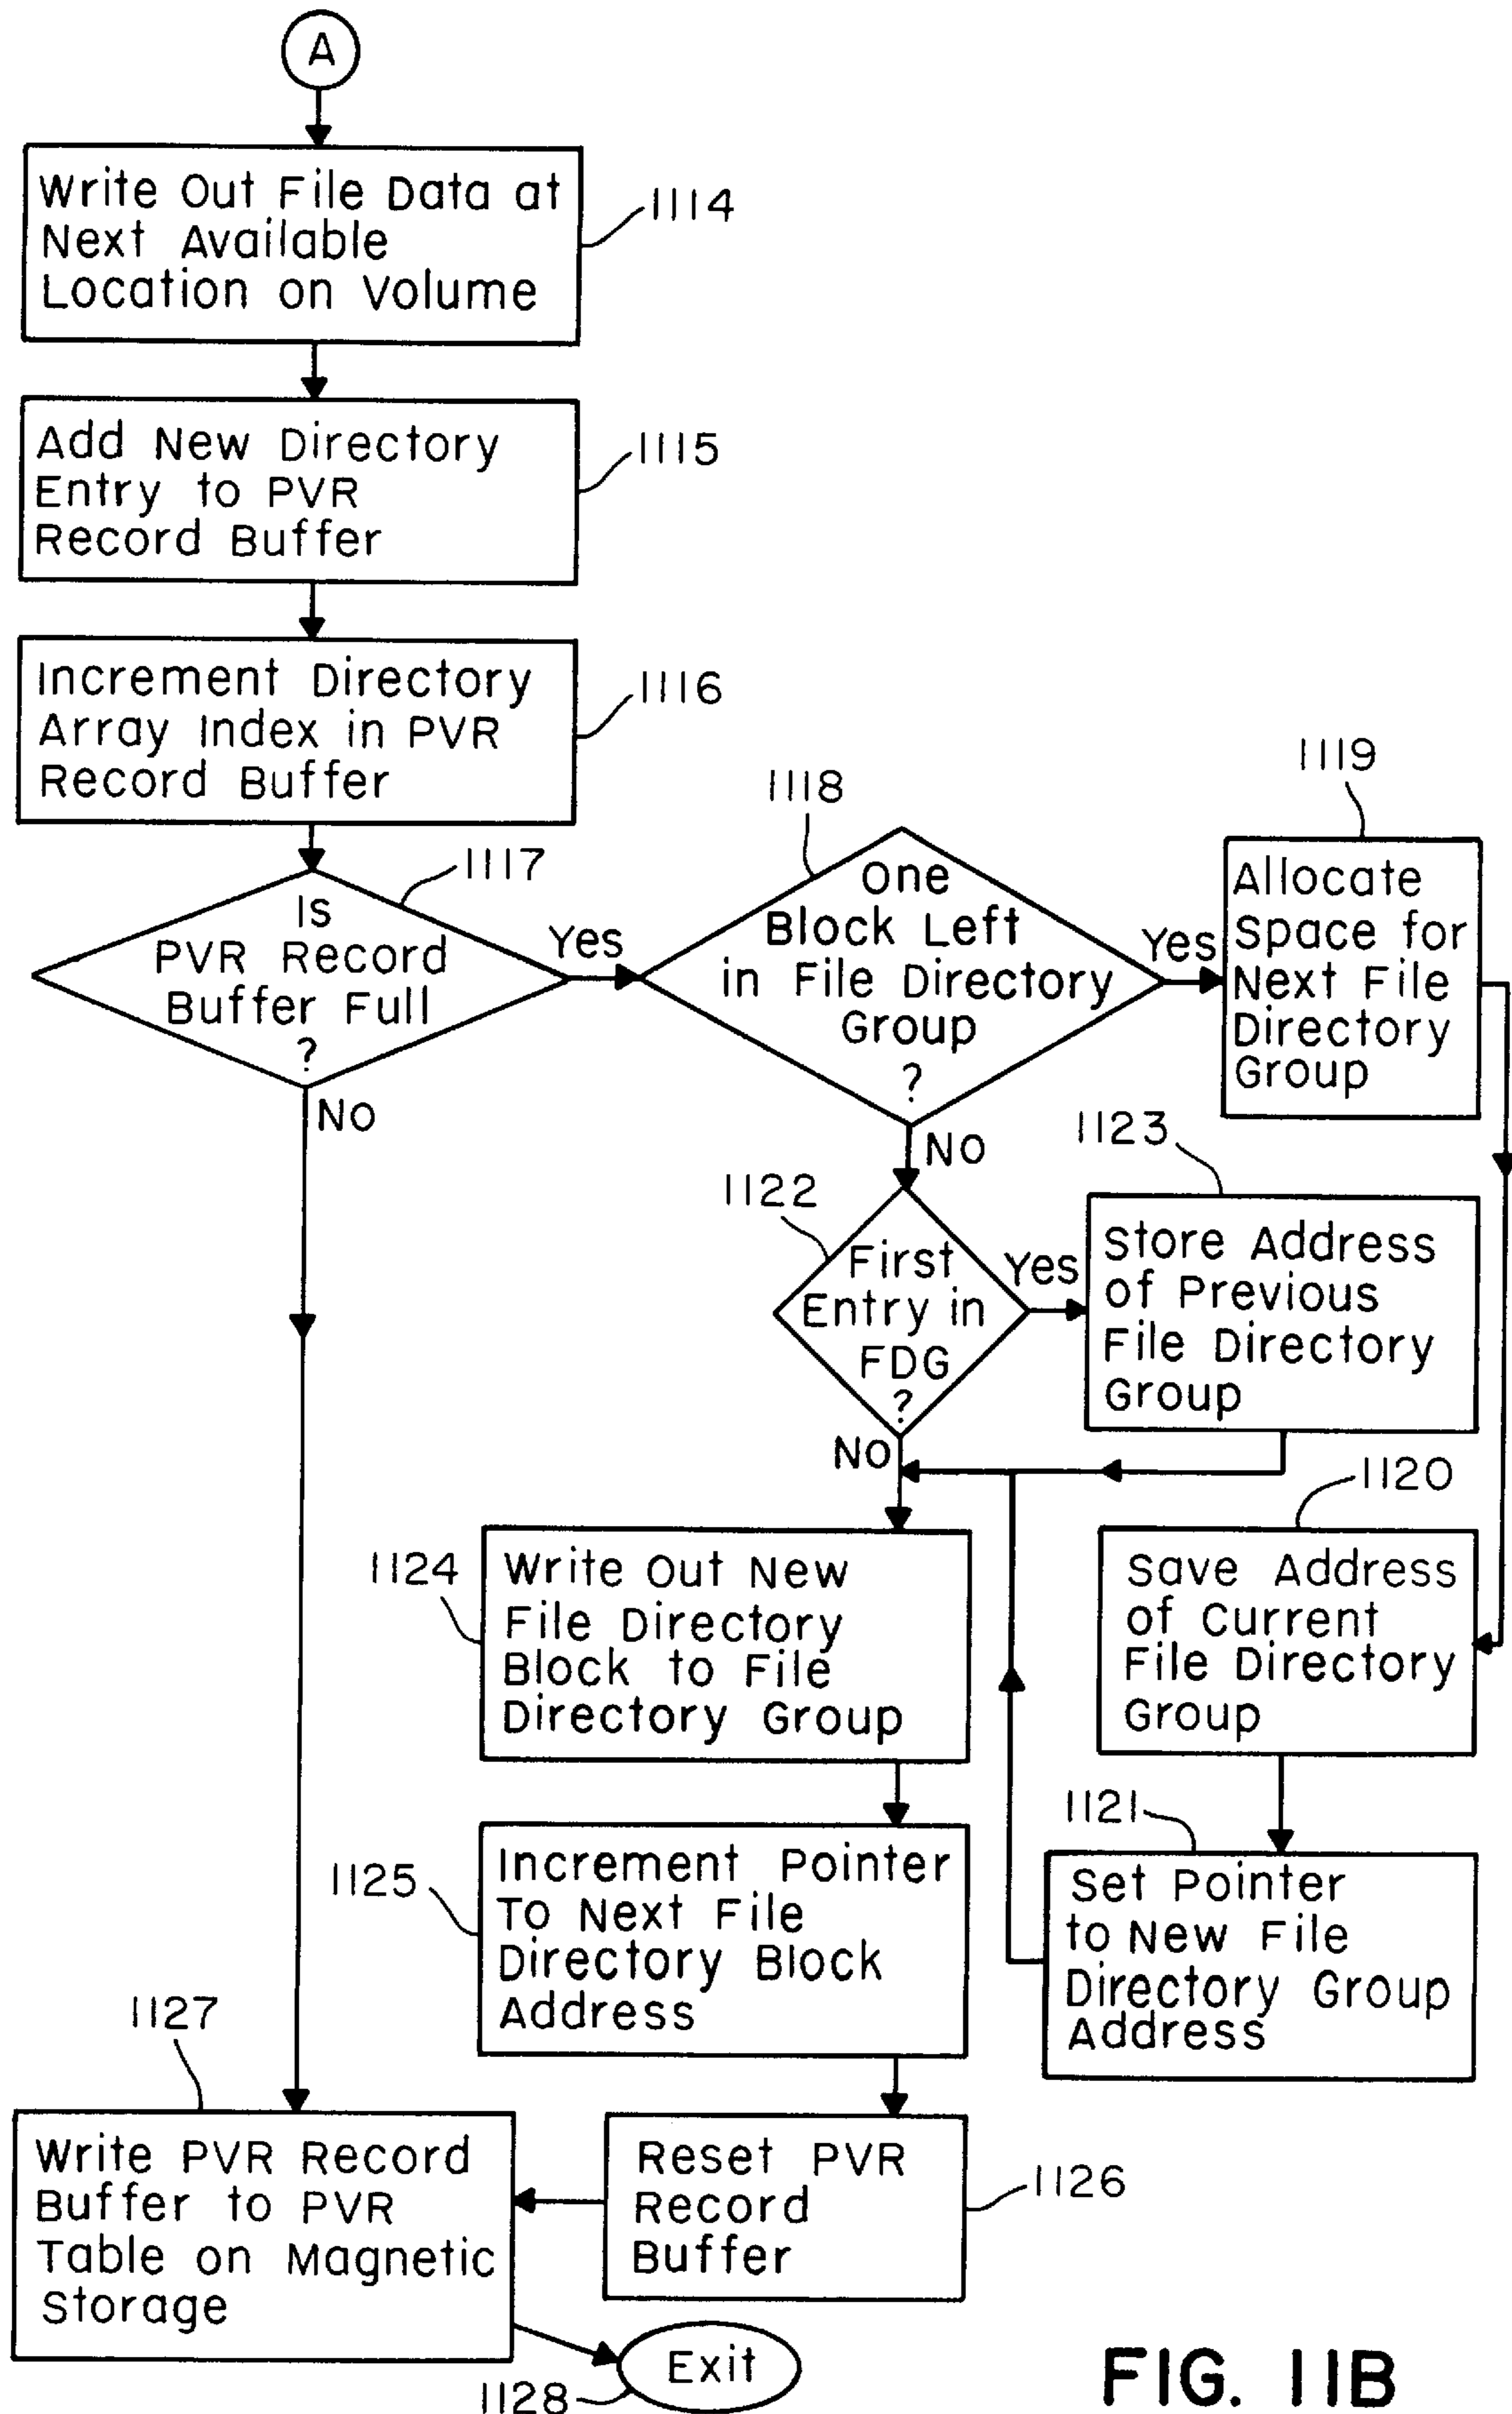 A
Write Out File Data at
Next Available
Location on Volume
1114
Add New Directory
Entry to PVR
Record Buffer
1115
Increment Directory
Array Index in PVR
Record Buffer
1116
Is
PVR Record
Buffer Full
?
1117
Yes
No
One
Block Left
in File Directory
Group
?
1118
Yes
No
Allocate
Space for
Next File
Directory
Group
1119
First
Entry in
FDG
?
1122
Yes
No
Store Address
of Previous
File Directory
Group
1123
Save Address
of Current
File Directory
Group
1120
Write Out New
File Directory
Block to File
Directory Group
1124
Set Pointer
to New File
Directory Group
Address
1121
Increment Pointer
To Next File
Directory Block
Address
1125
Write PVR Record
Buffer to PVR
Table on Magnetic
Storage
1127
Reset PVR
Record
Buffer
1126
Exit
1128
FIG. 11B